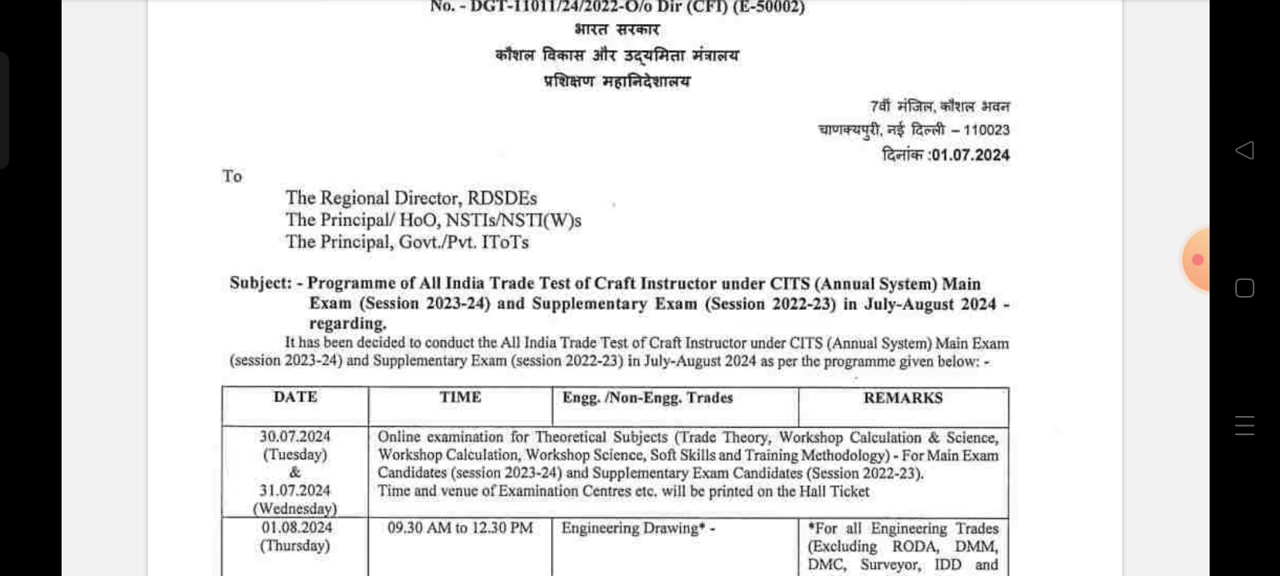 No. - DGT-11011/24/2022-O/o Dir (CFI) (E-50002)
भारत सरकार
कौशल विकास और उद्यमिता मंत्रालय
प्रशिक्षण महानिदेशालय
7वीं मंजिल, कौशल भवन
चाणक्यपुरी, नई दिल्ली – 110023
दिनांक :01.07.2024
To
The Regional Director, RDSDEs
The Principal/ HoO, NSTIs/NSTI(W)s
The Principal, Govt./Pvt. IToTs
Subject: - Programme of All India Trade Test of Craft Instructor under CITS (Annual System) Main
Exam (Session 2023-24) and Supplementary Exam (Session 2022-23) in July-August 2024 -
regarding.
It has been decided to conduct the All India Trade Test of Craft Instructor under CITS (Annual System) Main Exam
(session 2023-24) and Supplementary Exam (session 2022-23) in July-August 2024 as per the programme given below: -
DATE TIME Engg. /Non-Engg. Trades REMARKS
30.07.2024
(Tuesday)
&
31.07.2024
(Wednesday)
Online examination for Theoretical Subjects (Trade Theory, Workshop Calculation & Science,
Workshop Calculation, Workshop Science, Soft Skills and Training Methodology) - For Main Exam
Candidates (session 2023-24) and Supplementary Exam Candidates (Session 2022-23).
Time and venue of Examination Centres etc. will be printed on the Hall Ticket
01.08.2024
(Thursday)
09.30 AM to 12.30 PM
Engineering Drawing* -
*For all Engineering Trades
(Excluding RODA, DMM,
DMC, Surveyor, IDD and